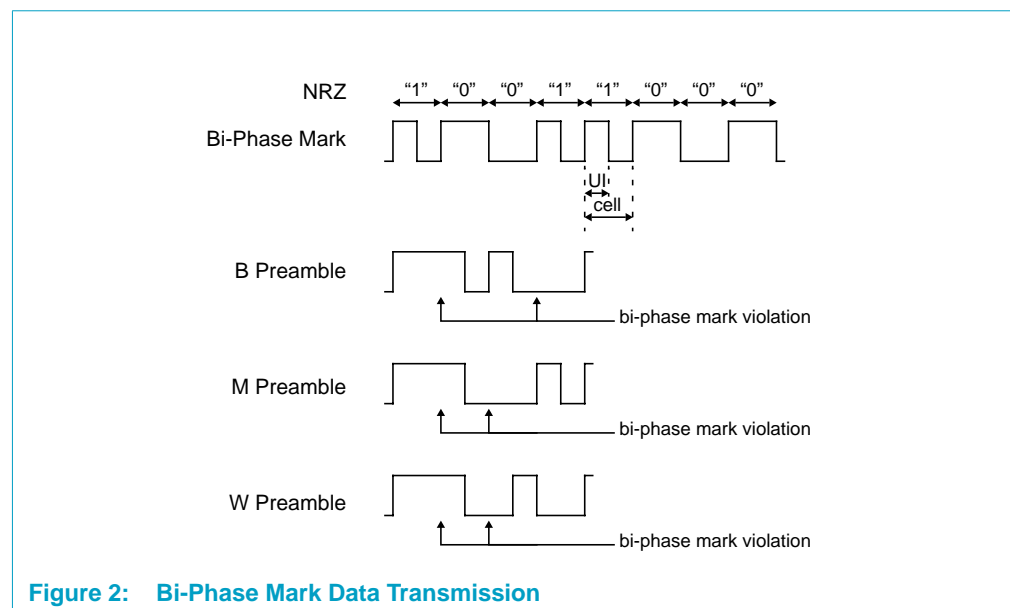 NRZ “1” “0” “0” “1” “1” “0” “0” “0”
Bi-Phase Mark
UI
cell
B Preamble
bi-phase mark violation
M Preamble
bi-phase mark violation
W Preamble
bi-phase mark violation
Figure 2: Bi-Phase Mark Data Transmission